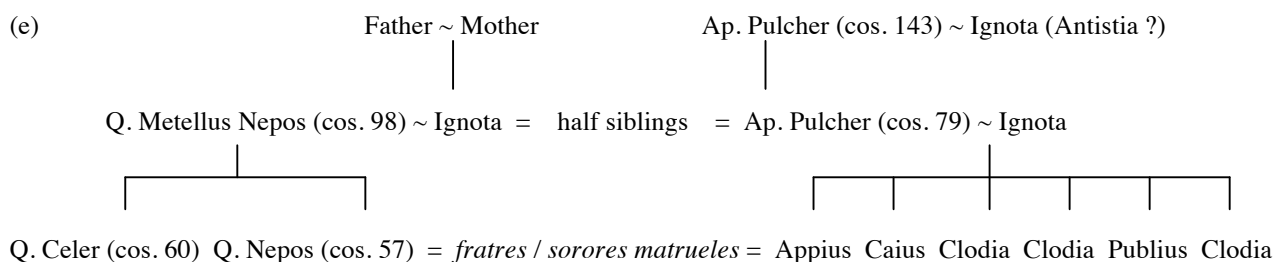 (e) Father ~ Mother Ap. Pulcher (cos. 143) ~ Ignota (Antistia ?)
Q. Metellus Nepos (cos. 98) ~ Ignota = half siblings = Ap. Pulcher (cos. 79) ~ Ignota
Q. Celer (cos. 60) Q. Nepos (cos. 57) = fratres / sorores matrueles = Appius Caius Clodia Clodia Publius Clodia